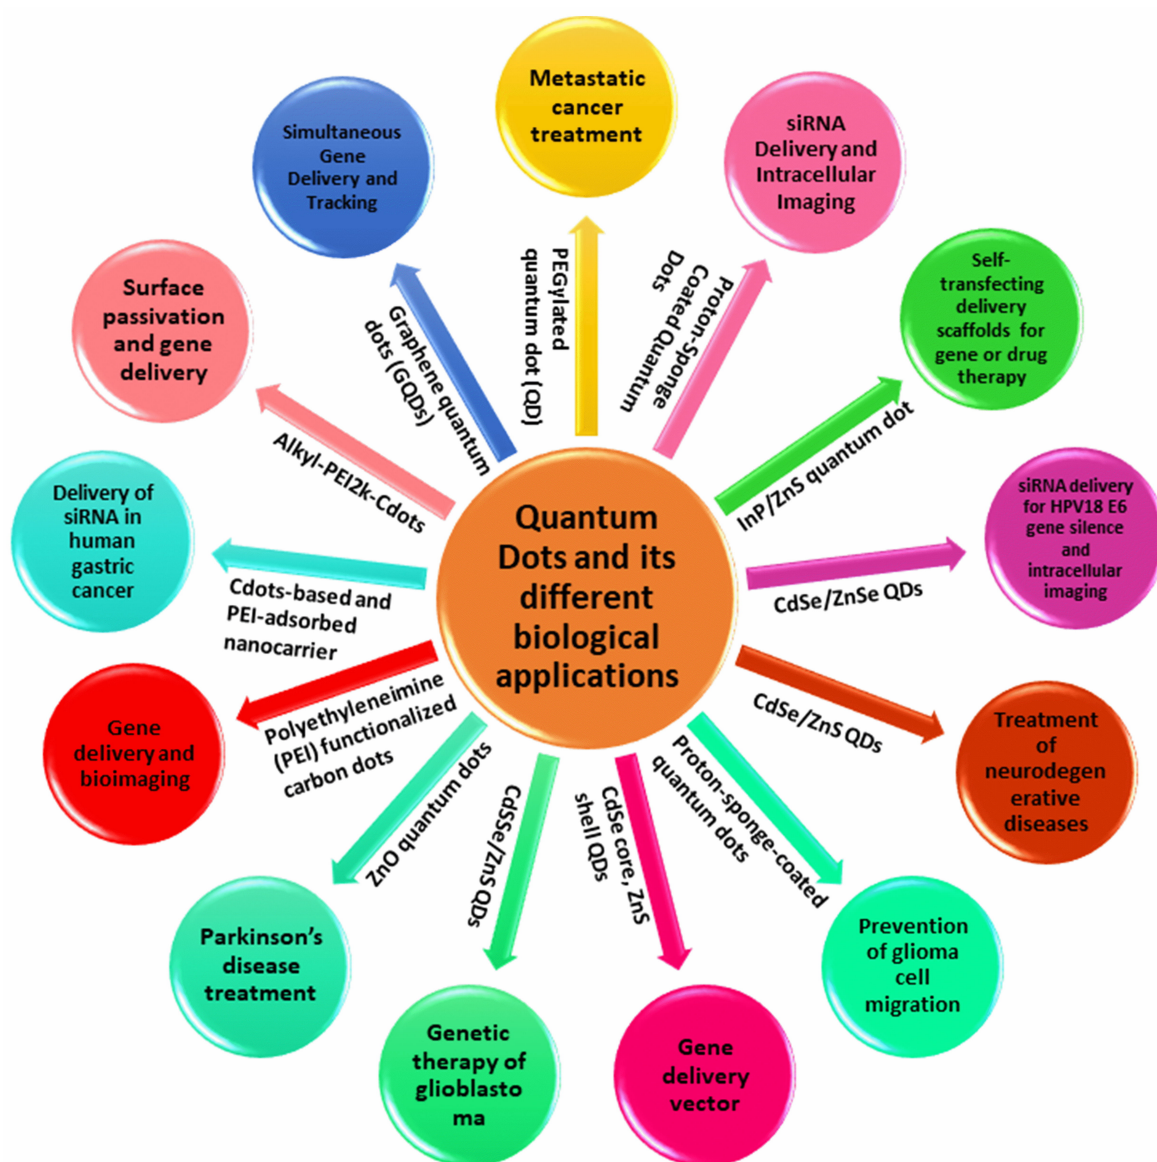 Quantum
Dots and its
different
biological
applications
Metastatic
cancer
treatment
PEGylated
quantum dot (QD)
siRNA
Delivery and
Intracellular
Imaging
Proton-Sponge
Coated Quantum
Dots
Self-
transfecting
delivery
scaffolds for
gene or drug
therapy
InP/ZnS quantum dot
siRNA delivery
for HPV18 E6
gene silence
and
intracellular
imaging
CdSe/ZnSe QDs
Treatment
of
neurodegen
erative
diseases
CdSe/ZnS QDs
Prevention
of glioma
cell
migration
Proton-sponge-coated
quantum dots
Gene
delivery
vector
CdSe core, ZnS
shell QDs
Genetic
therapy of
glioblasto
ma
CdSSe/ZnS QDs
Parkinson’s
disease
treatment
ZnO quantum dots
Gene
delivery and
bioimaging
Polyethyleneimine
(PEI) functionalized
carbon dots
Delivery of
siRNA in
human
gastric
cancer
Cdots-based and
PEI-adsorbed
nanocarrier
Surface
passivation
and gene
delivery
Alkyl-PEI2k-Cdots
Simultaneous
Gene
Delivery and
Tracking
Graphene quantum
dots (GQDs)